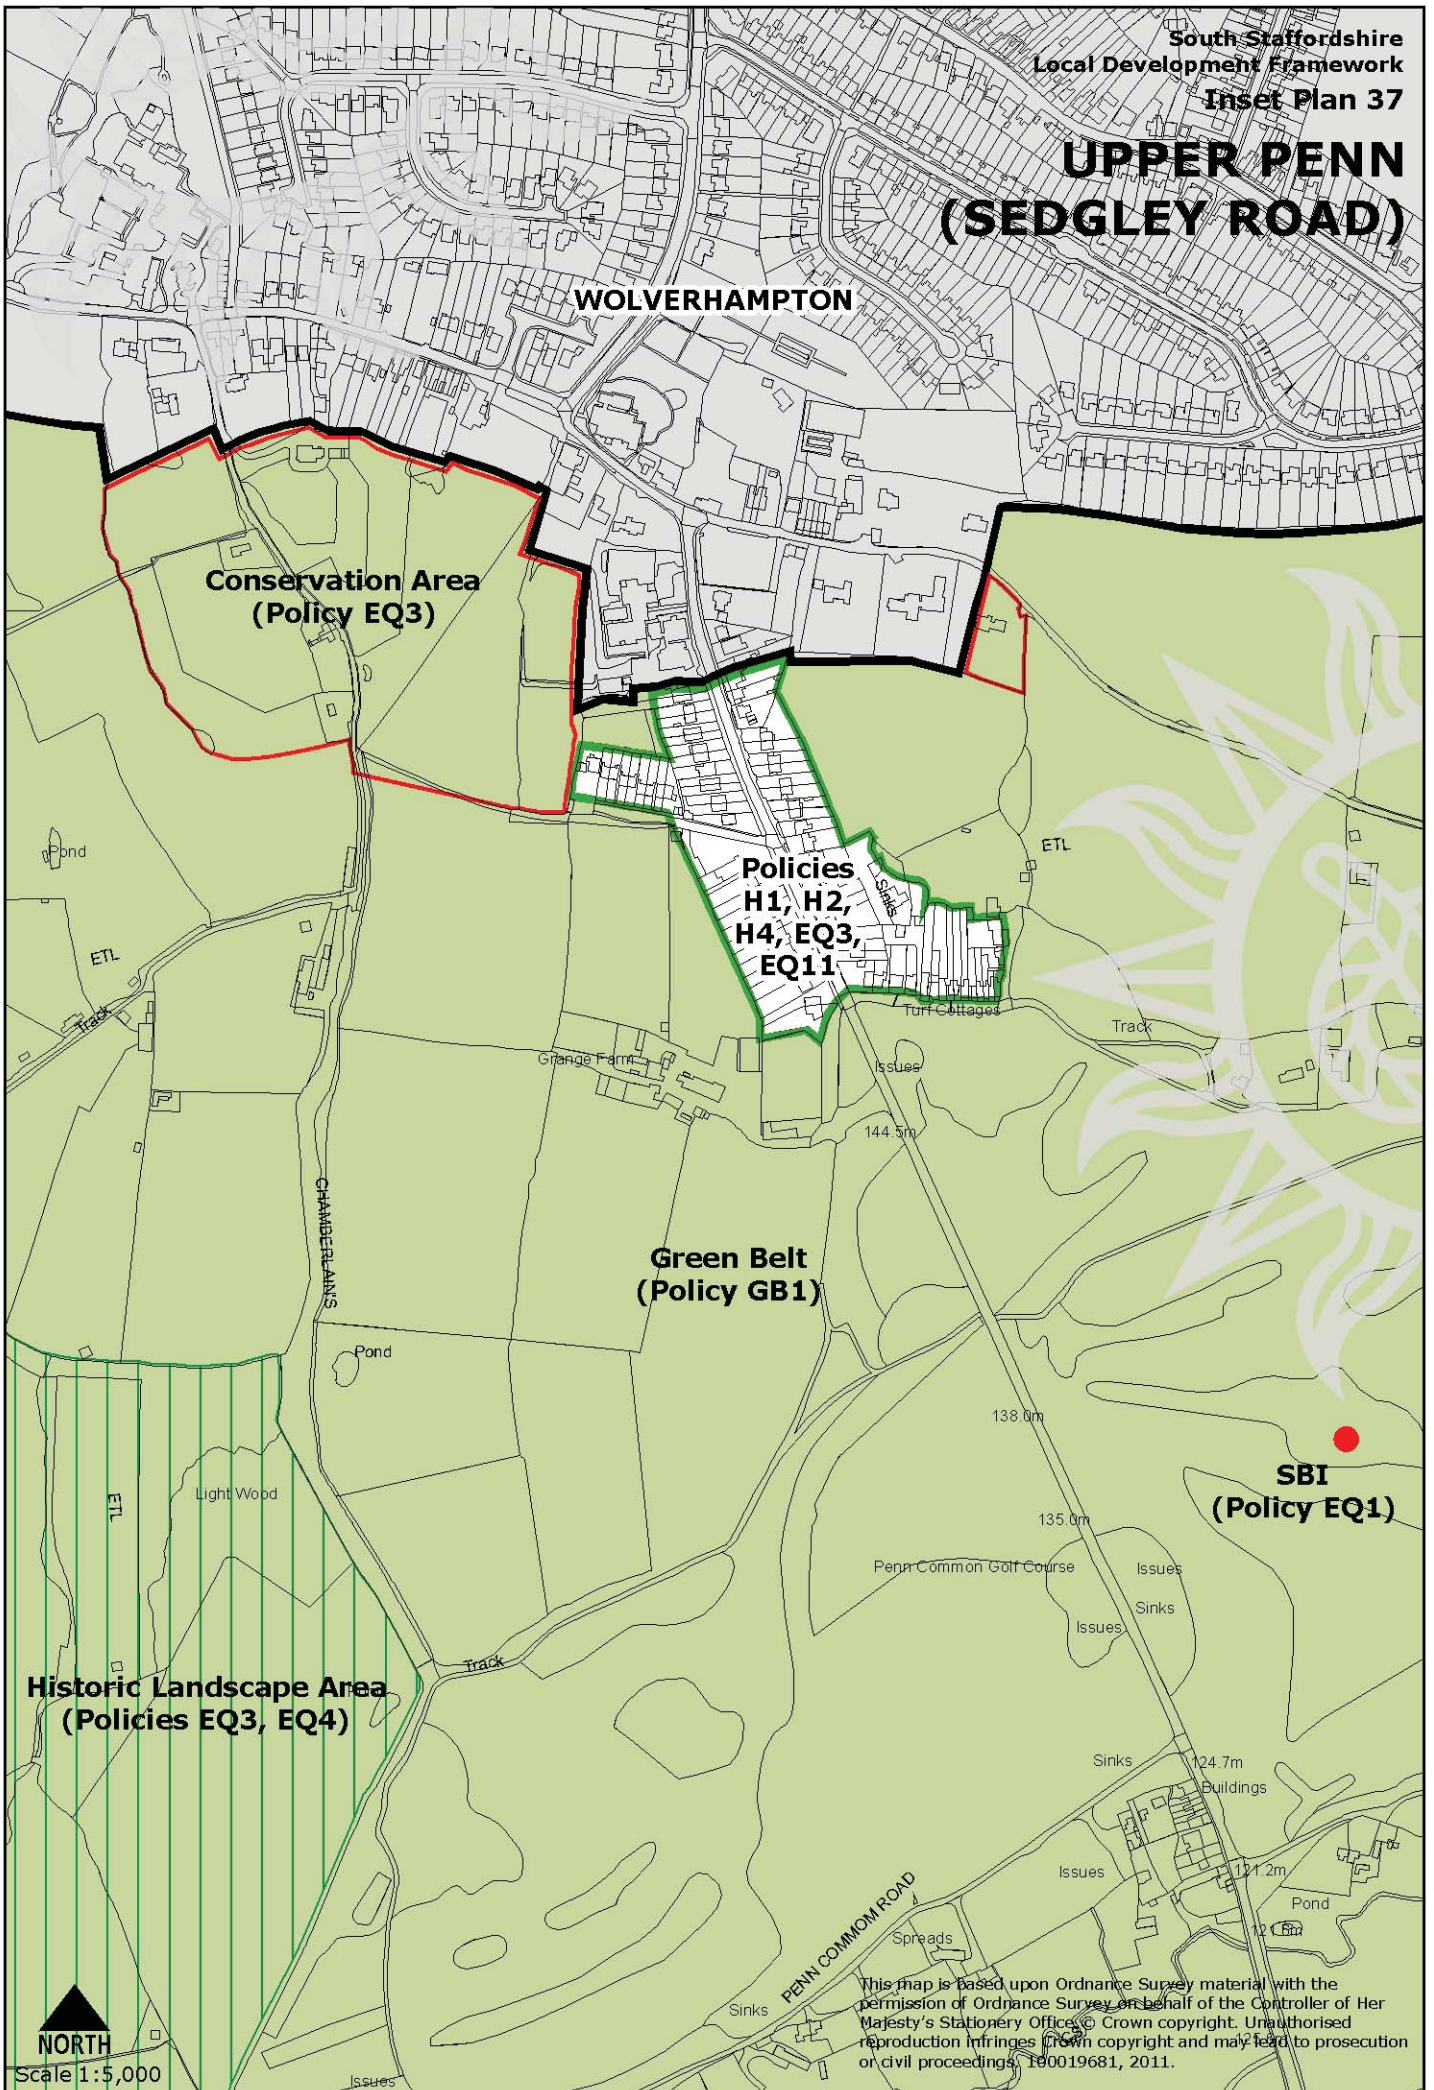 South Staffordshire
Local Development Framework
Inset Plan 37
UPPER PENN
(SEDGLEY ROAD)
WOLVERHAMPTON
Conservation Area
(Policy EQ3)
Pond
ETL
Policies
H1, H2,
H4, EQ3,
EQ11
Sinks
ETL
Track
Turf Cottages
Track
Grange Farm
Issues
144.5m
CHAMBERLAIN'S
Green Belt
(Policy GB1)
Pond
138.0m
SBI
(Policy EQ1)
ETL
Light Wood
135.0m
Penn Common Golf Course
Issues
Sinks
Issues
Track
Historic Landscape Area
(Policies EQ3, EQ4)
Sinks
124.7m
Buildings
Issues
121.2m
Pond
121.6m
PENN COMMOM ROAD
Spreads
Sinks
This map is based upon Ordnance Survey material with the
permission of Ordnance Survey on behalf of the Controller of Her
Majesty's Stationery Office © Crown copyright. Unauthorised
reproduction infringes Crown copyright and may lead to prosecution
or civil proceedings. 100019681, 2011.
NORTH
Scale 1:5,000
Issues